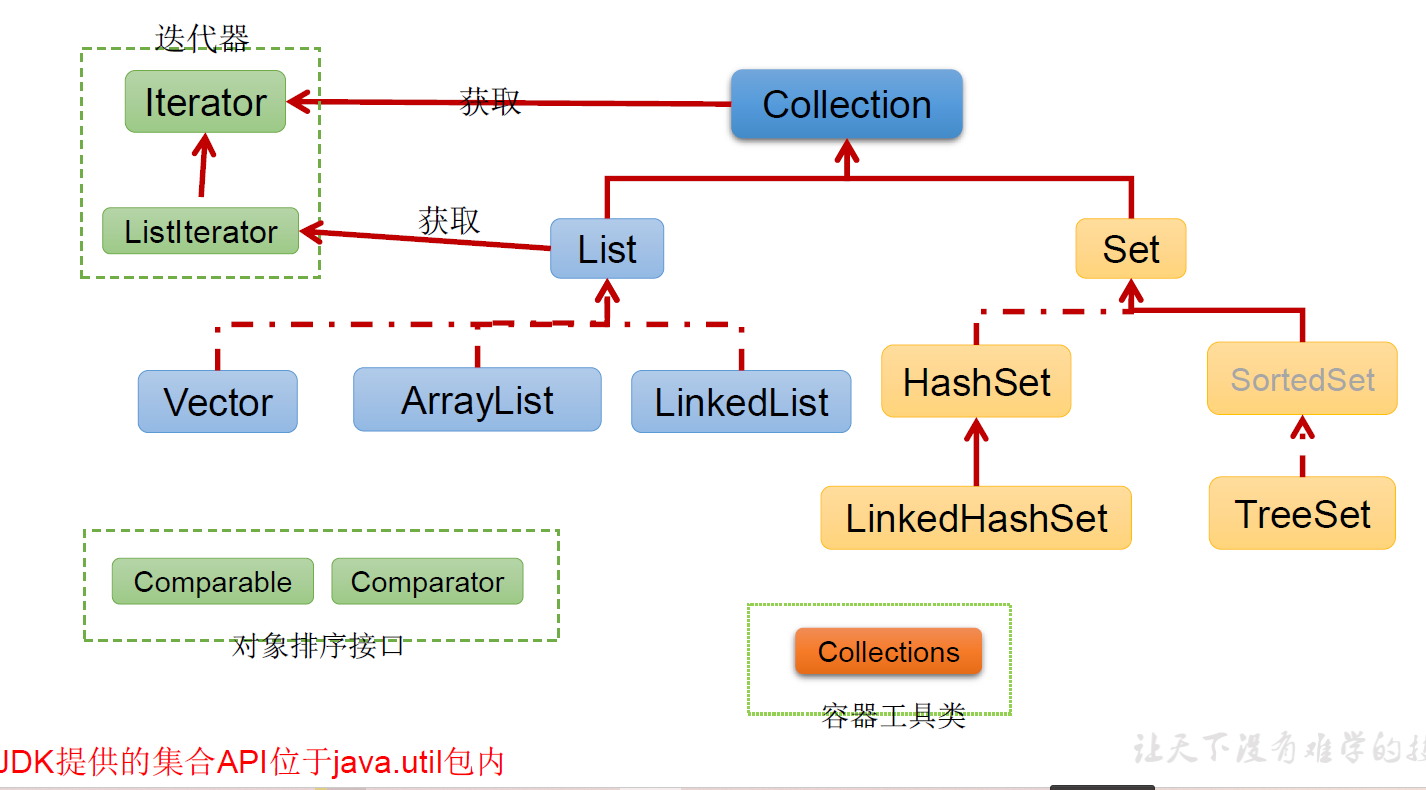 迭代器
Iterator
获取
Collection
ListIterator
获取
List
Set
Vector
ArrayList
LinkedList
HashSet
SortedSet
LinkedHashSet
TreeSet
Comparable
Comparator
对象排序接口
Collections
容器工具类
JDK提供的集合API位于java.util包内
让天下没有难学的技